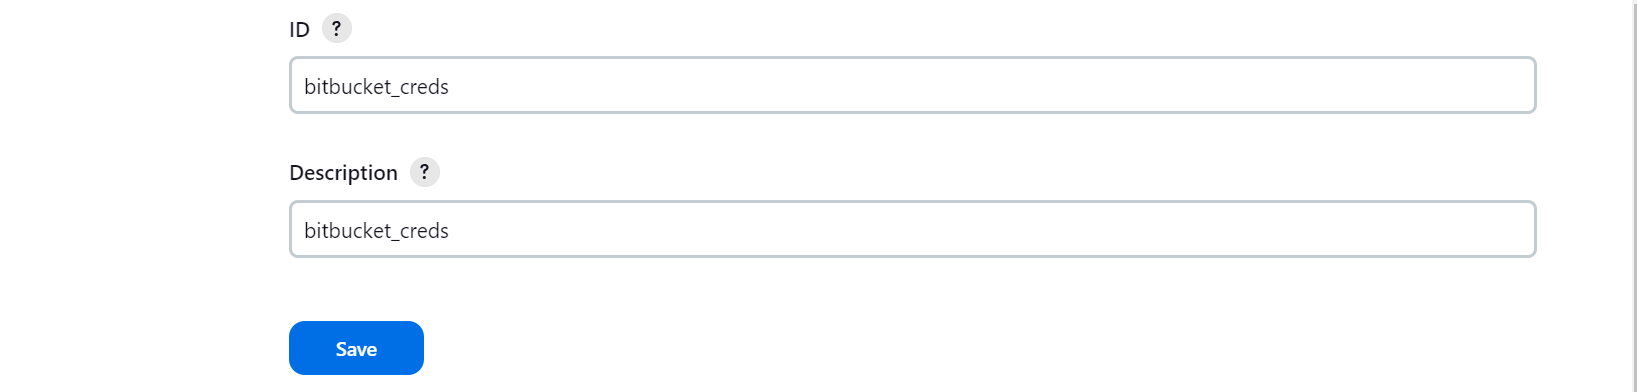 ID ?
bitbucket_creds
Description ?
bitbucket_creds
Save